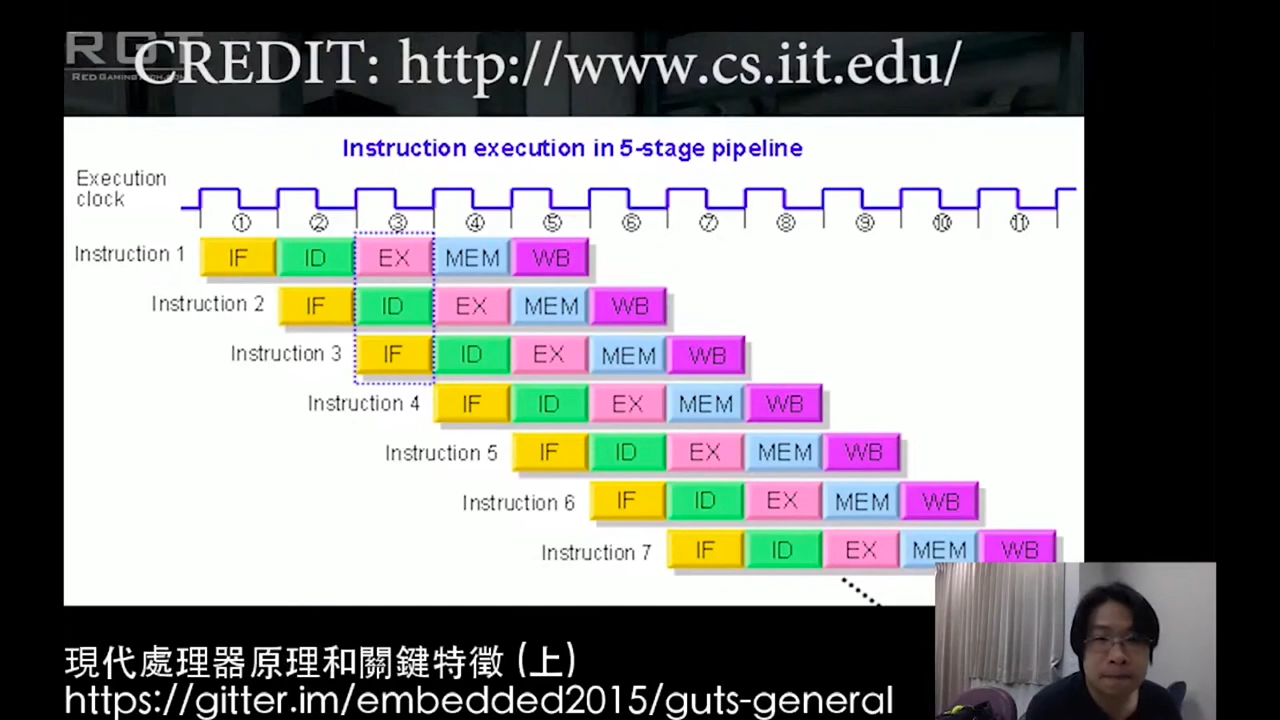 RGT
REDGAMINGTECH.COM
CREDIT: http://www.cs.iit.edu/
Instruction execution in 5-stage pipeline
Execution
clock
① ② ③ ④ ⑤ ⑥ ⑦ ⑧ ⑨ ⑩ ⑪
Instruction 1 IF ID EX MEM WB
Instruction 2 IF ID EX MEM WB
Instruction 3 IF ID EX MEM WB
Instruction 4 IF ID EX MEM WB
Instruction 5 IF ID EX MEM WB
Instruction 6 IF ID EX MEM WB
Instruction 7 IF ID EX MEM WB
現代處理器原理和關鍵特徵 (上)
https://gitter.im/embedded2015/guts-general